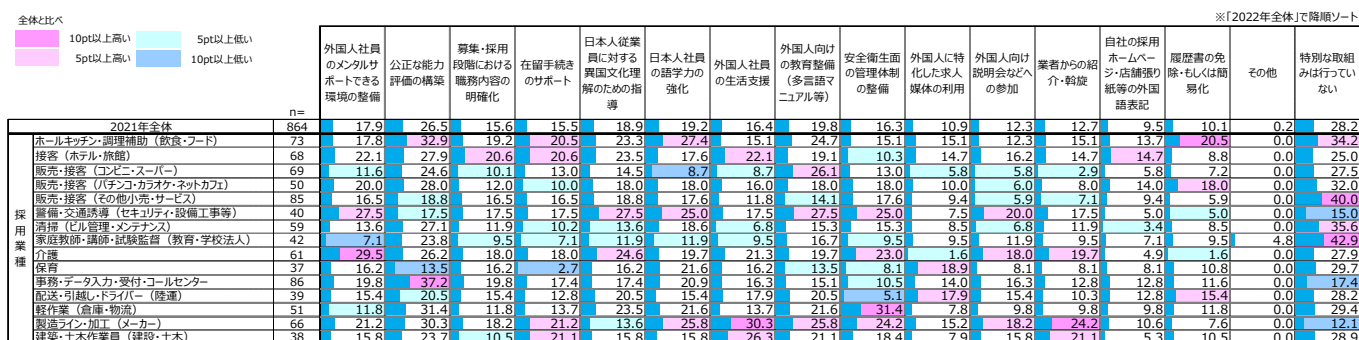 ※「2022年全体」で降順ソート
全体と比べ
10pt以上高い 5pt以上低い
5pt以上高い 10pt以上低い
n= 外国人社員のメンタルサポートできる環境の整備 公正な能力評価の構築 募集・採用段階における職務内容の明確化 在留手続きのサポート 日本人従業員に対する異国文化理解のための指導 日本人社員の語学力の強化 外国人社員の生活支援 外国人向けの教育整備（多言語マニュアル等） 安全衛生面の管理体制の整備 外国人に特化した求人媒体の利用 外国人向け説明会などへの参加 業者からの紹介・斡旋 自社の採用ホームページ・店舗張り紙等の外国語表記 履歴書の免除・もしくは簡易化 その他 特別な取組みは行っていない
2021年全体 864 17.9 26.5 15.6 15.5 18.9 19.2 16.4 19.8 16.3 10.9 12.3 12.7 9.5 10.1 0.2 28.2
採用業種
ホールキッチン・調理補助（飲食・フード） 73 17.8 32.9 19.2 20.5 23.3 27.4 15.1 24.7 15.1 15.1 12.3 15.1 13.7 20.5 0.0 34.2
接客（ホテル・旅館） 68 22.1 27.9 20.6 20.6 23.5 17.6 22.1 19.1 10.3 14.7 16.2 14.7 14.7 8.8 0.0 25.0
販売・接客（コンビニ・スーパー） 69 11.6 24.6 10.1 13.0 14.5 8.7 8.7 26.1 13.0 5.8 5.8 2.9 5.8 7.2 0.0 27.5
販売・接客（パチンコ・カラオケ・ネットカフェ） 50 20.0 28.0 12.0 10.0 18.0 18.0 16.0 18.0 18.0 10.0 6.0 8.0 14.0 18.0 0.0 32.0
販売・接客（その他小売・サービス） 85 16.5 18.8 16.5 16.5 18.8 17.6 11.8 14.1 17.6 9.4 5.9 7.1 9.4 5.9 0.0 40.0
警備・交通誘導（セキュリティ・設備工事等） 40 27.5 17.5 17.5 17.5 27.5 25.0 17.5 27.5 25.0 7.5 20.0 17.5 5.0 5.0 0.0 15.0
清掃（ビル管理・メンテナンス） 59 13.6 27.1 11.9 10.2 13.6 18.6 6.8 15.3 15.3 8.5 6.8 11.9 3.4 8.5 0.0 35.6
家庭教師・講師・試験監督（教育・学校法人） 42 7.1 23.8 9.5 7.1 11.9 11.9 9.5 16.7 9.5 9.5 11.9 9.5 7.1 9.5 4.8 42.9
介護 61 29.5 26.2 18.0 18.0 24.6 19.7 21.3 19.7 23.0 1.6 18.0 19.7 4.9 1.6 0.0 27.9
保育 37 16.2 13.5 16.2 2.7 16.2 21.6 16.2 13.5 8.1 18.9 8.1 8.1 8.1 10.8 0.0 29.7
事務・データ入力・受付・コールセンター 86 19.8 37.2 19.8 17.4 17.4 20.9 16.3 15.1 10.5 14.0 16.3 12.8 12.8 11.6 0.0 17.4
配送・引越し・ドライバー（陸運） 39 15.4 20.5 15.4 12.8 20.5 15.4 17.9 20.5 5.1 17.9 15.4 10.3 12.8 15.4 0.0 28.2
軽作業（倉庫・物流） 51 11.8 31.4 11.8 13.7 23.5 21.6 13.7 21.6 31.4 7.8 9.8 9.8 9.8 11.8 0.0 29.4
製造ライン・加工（メーカー） 66 21.2 30.3 18.2 21.2 13.6 25.8 30.3 25.8 24.2 15.2 18.2 24.2 10.6 7.6 0.0 12.1
建築・土木作業員（建設・土木） 38 15.8 23.7 10.5 21.1 15.8 15.8 26.3 21.1 18.4 7.9 15.8 21.1 5.3 10.5 0.0 28.9